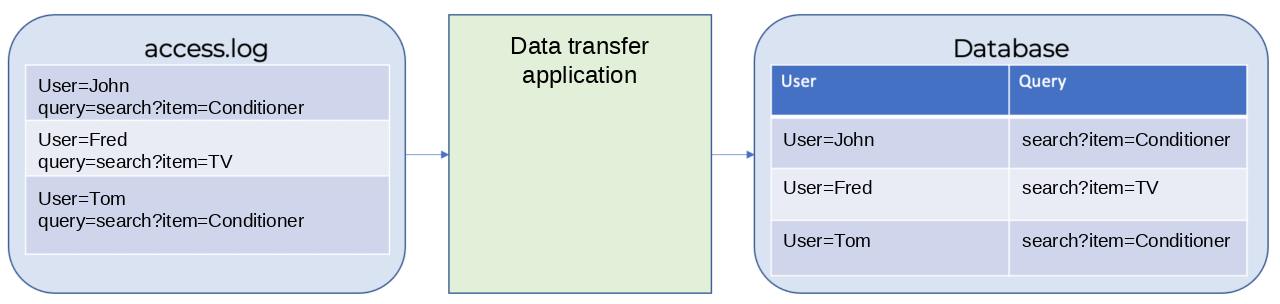 access.log
User=John
query=search?item=Conditioner
User=Fred
query=search?item=TV
User=Tom
query=search?item=Conditioner
Data transfer
application
Database
User Query
User=John search?item=Conditioner
User=Fred search?item=TV
User=Tom search?item=Conditioner